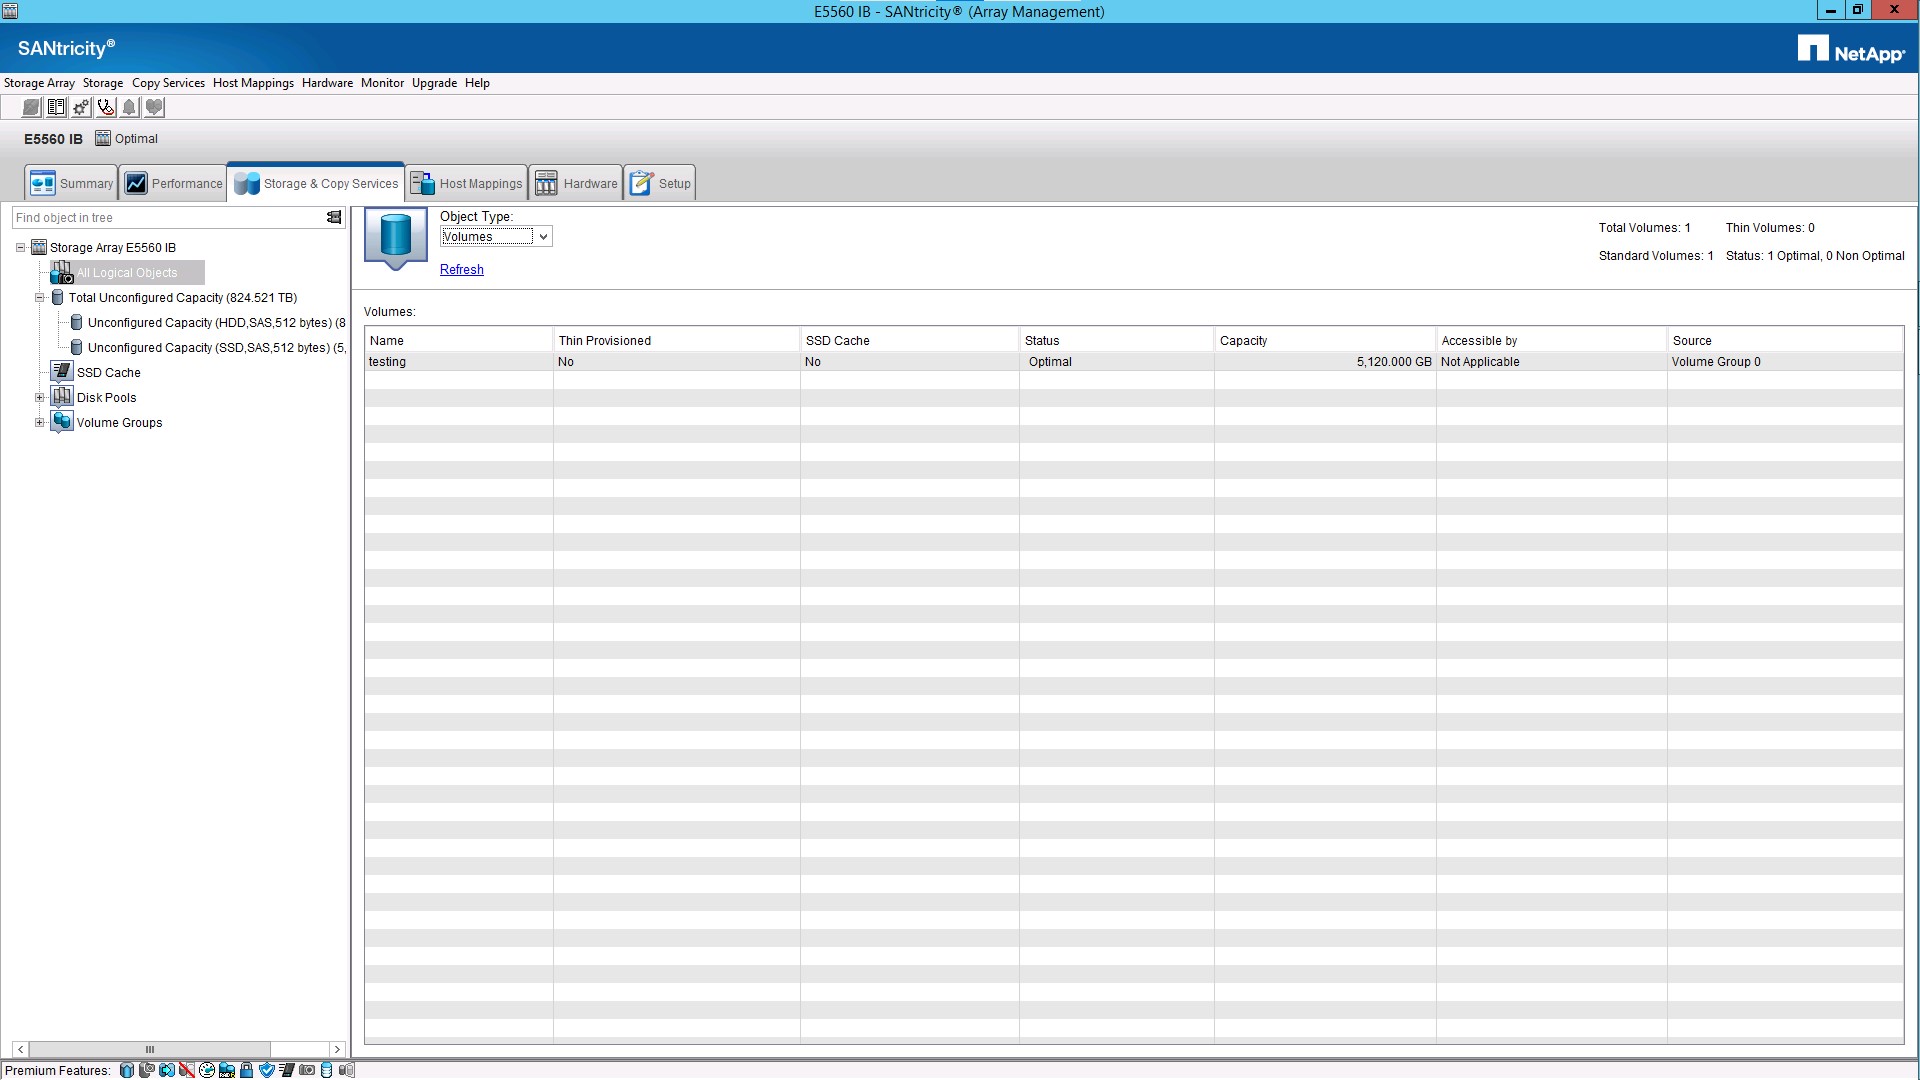 E5560 IB - SANtricity® (Array Management)
SANtricity®
NetApp®
Storage Array Storage Copy Services Host Mappings Hardware Monitor Upgrade Help
E5560 IB Optimal
Summary Performance Storage & Copy Services Host Mappings Hardware Setup
Find object in tree
Storage Array E5560 IB
All Logical Objects
Total Unconfigured Capacity (824.521 TB)
Unconfigured Capacity (HDD,SAS,512 bytes) (8
Unconfigured Capacity (SSD,SAS,512 bytes) (5,
SSD Cache
Disk Pools
Volume Groups
Object Type:
Volumes
Refresh
Total Volumes: 1 Thin Volumes: 0
Standard Volumes: 1 Status: 1 Optimal, 0 Non Optimal
Volumes:
Name Thin Provisioned SSD Cache Status Capacity Accessible by Source
testing No No Optimal 5,120.000 GB Not Applicable Volume Group 0
Premium Features: